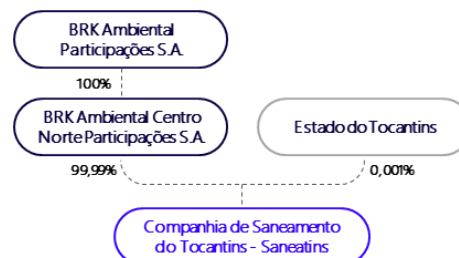 BRK Ambiental
Participações S.A.
100%
BRK Ambiental Centro
Norte Participações S.A.
Estado do Tocantins
99,99%
0,001%
Companhia de Saneamento
do Tocantins - Saneatins